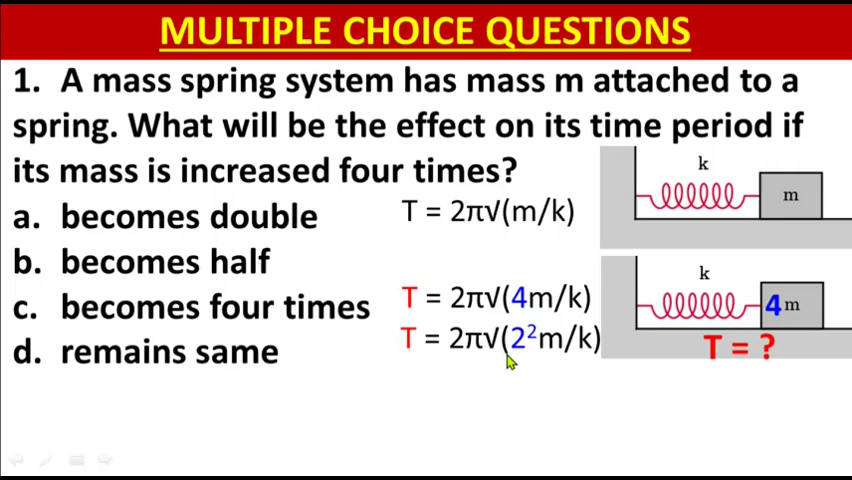 MULTIPLE CHOICE QUESTIONS
1. A mass spring system has mass m attached to a
spring. What will be the effect on its time period if
its mass is increased four times?
a. becomes double
b. becomes half
c. becomes four times
d. remains same
T = 2π√(m/k)
T = 2π√(4m/k)
T = 2π√(2²m/k)
k
m
k
4m
T = ?